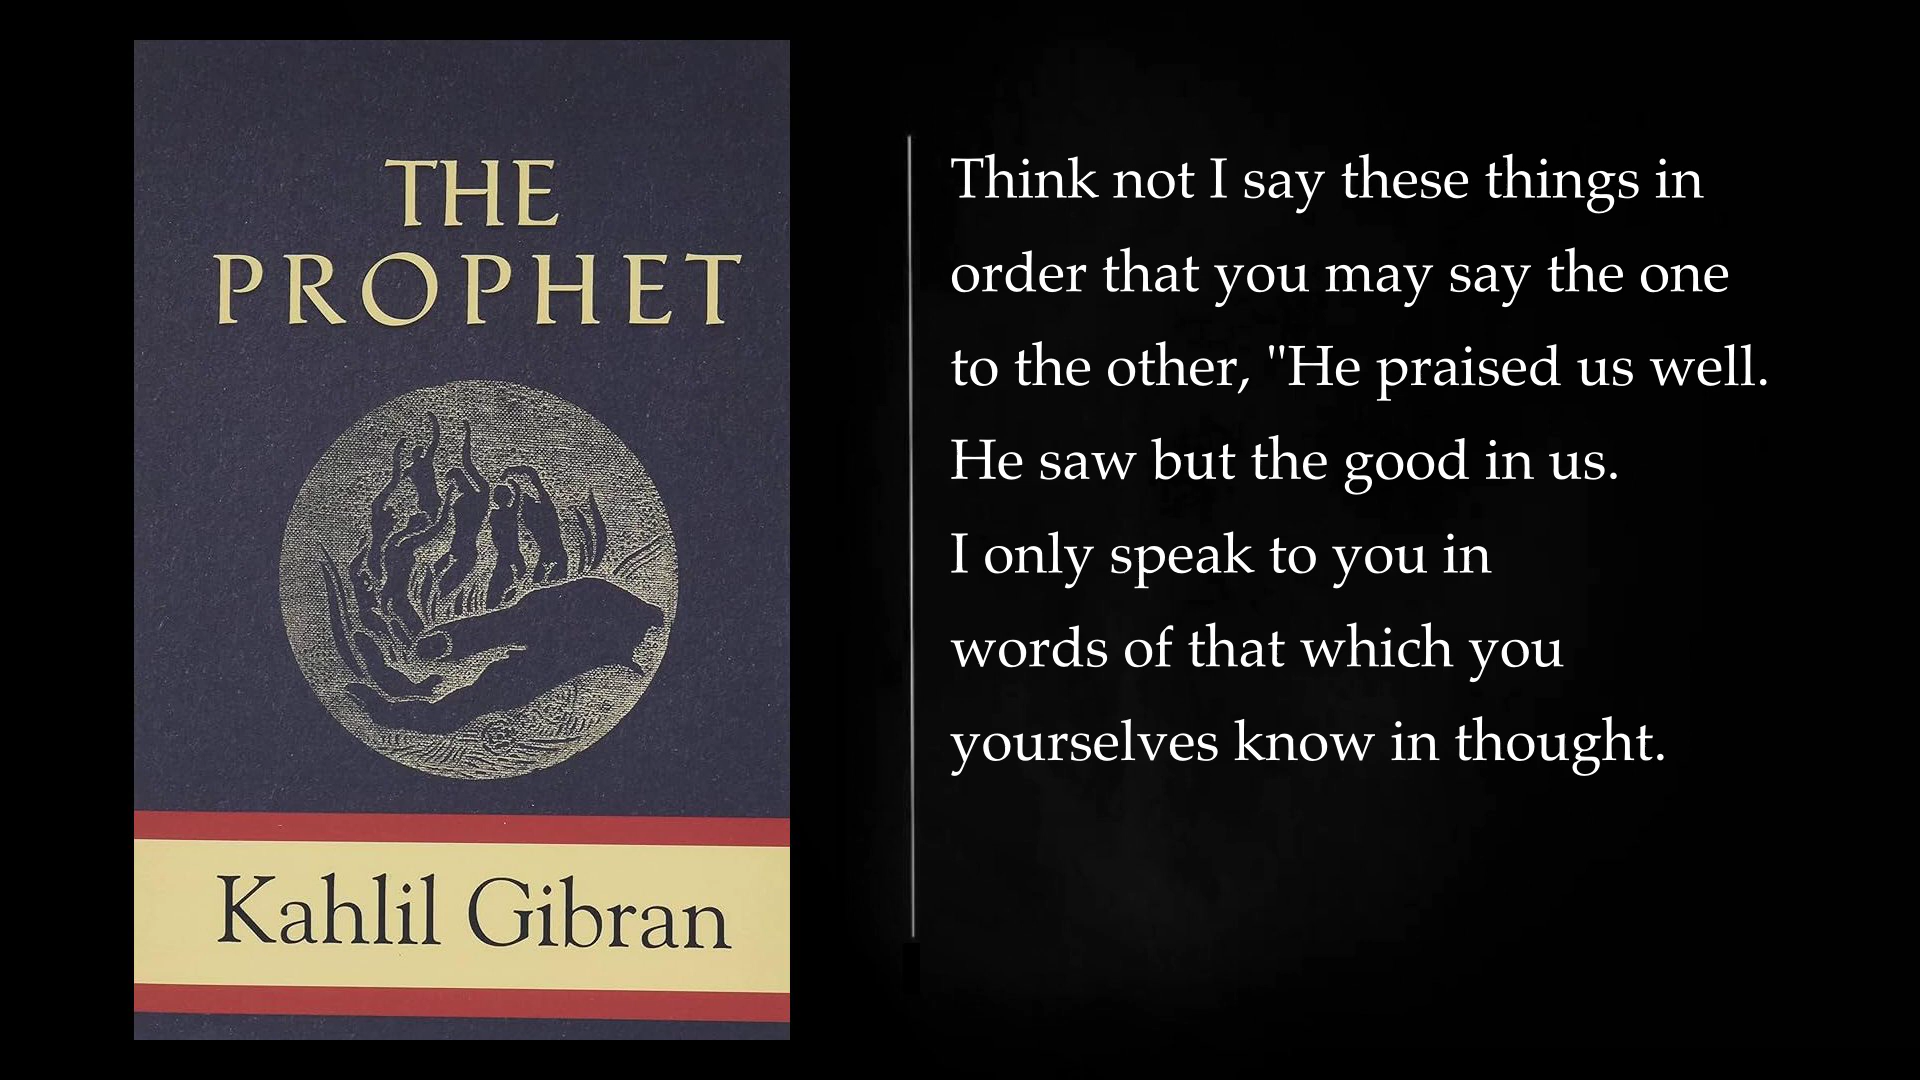 THE
PROPHET
Kahlil Gibran
Think not I say these things in
order that you may say the one
to the other, "He praised us well.
He saw but the good in us.
I only speak to you in
words of that which you
yourselves know in thought.